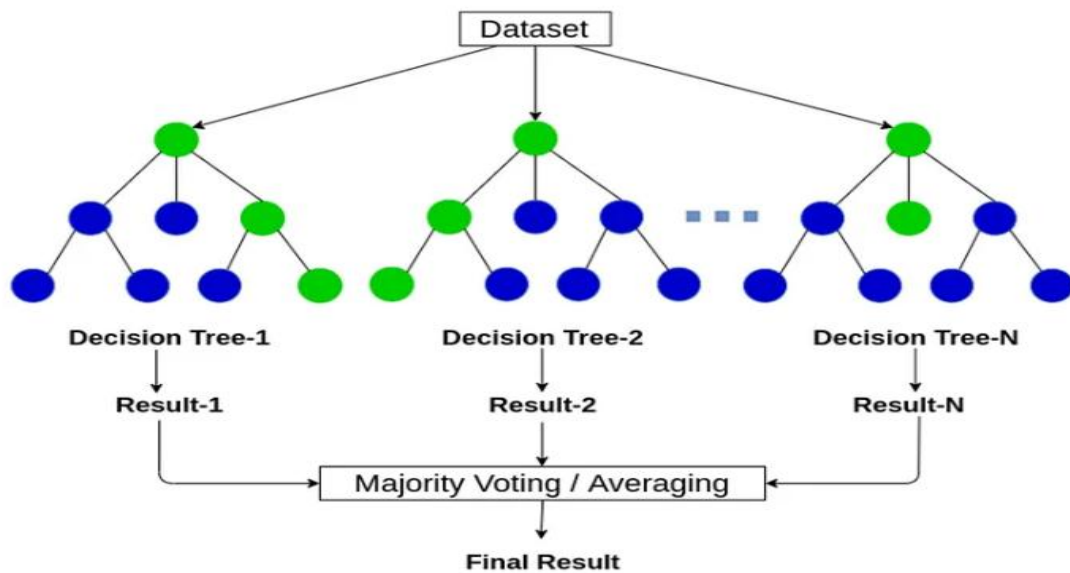 Dataset
Decision Tree-1
Decision Tree-2
Decision Tree-N
Result-1
Result-2
Result-N
Majority Voting / Averaging
Final Result